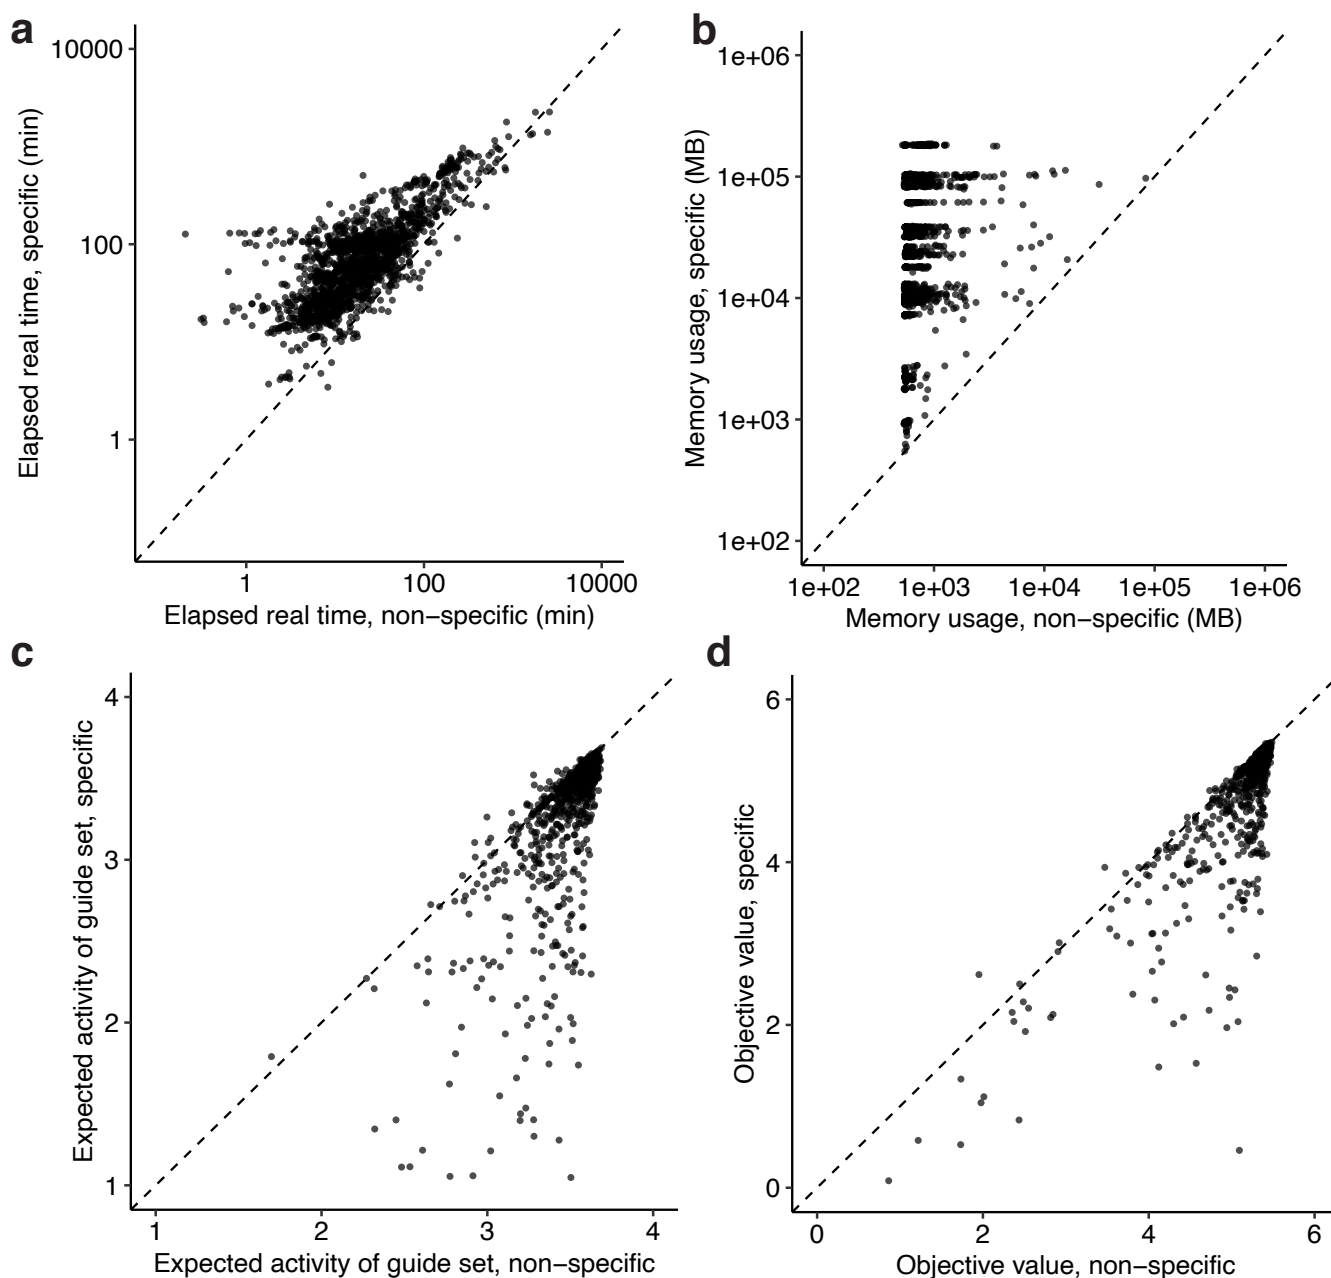 a
10000
100
1
1
100
10000
Elapsed real time, specific (min)
Elapsed real time, non−specific (min)
b
1e+06
1e+05
1e+04
1e+03
1e+02
1e+02
1e+03
1e+04
1e+05
1e+06
Memory usage, specific (MB)
Memory usage, non−specific (MB)
c
4
3
2
1
1
2
3
4
Expected activity of guide set, specific
Expected activity of guide set, non−specific
d
6
4
2
0
0
2
4
6
Objective value, specific
Objective value, non−specific